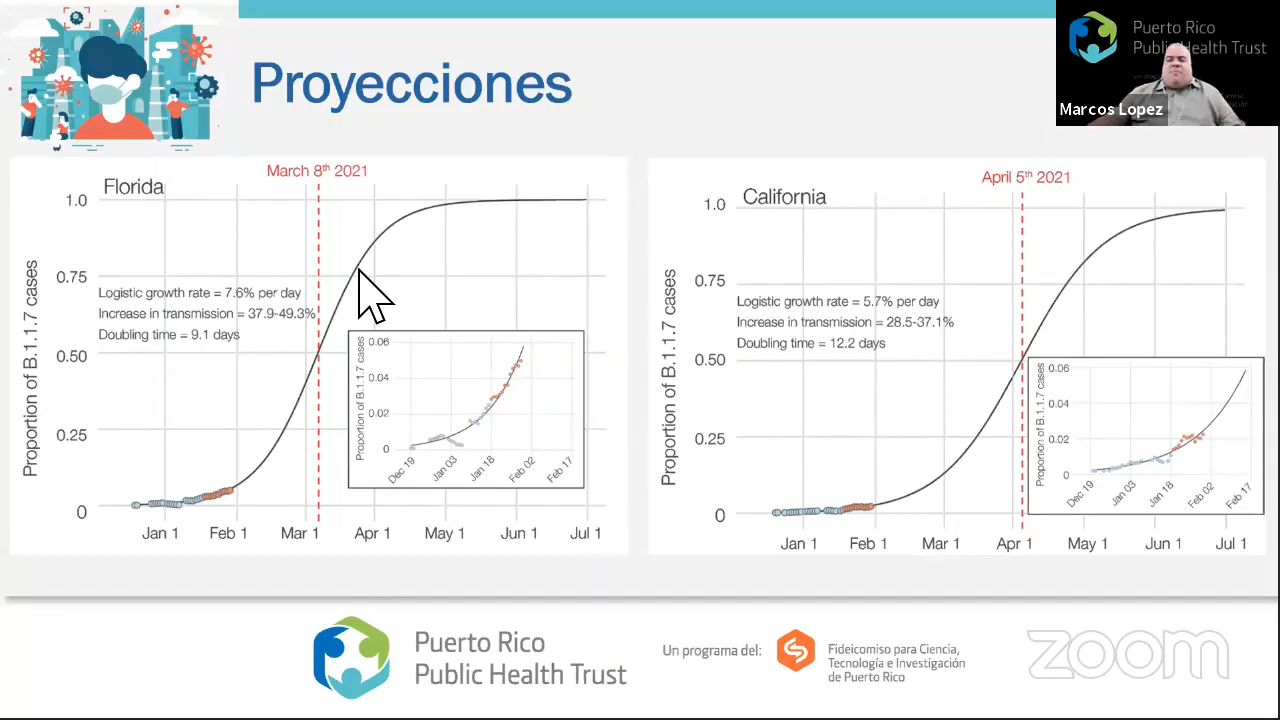 Proyecciones
Puerto Rico
Public Health Trust
Marcos Lopez
March 8th 2021
Florida
1.0
0.75
0.50
0.25
0
Proportion of B.1.1.7 cases
Logistic growth rate = 7.6% per day
Increase in transmission = 37.9-49.3%
Doubling time = 9.1 days
Jan 1
Feb 1
Mar 1
Apr 1
May 1
Jun 1
Jul 1
0.06
0.04
0.02
0
Proportion of B.1.1.7 cases
Dec 19
Jan 03
Jan 18
Feb 02
Feb 17
April 5th 2021
California
1.0
0.75
0.50
0.25
0
Proportion of B.1.1.7 cases
Logistic growth rate = 5.7% per day
Increase in transmission = 28.5-37.1%
Doubling time = 12.2 days
Jan 1
Feb 1
Mar 1
Apr 1
May 1
Jun 1
Jul 1
0.06
0.04
0.02
0
Proportion of B.1.1.7 cases
Dec 19
Jan 03
Jan 18
Feb 02
Feb 17
Puerto Rico
Public Health Trust
Un programa del:
Fideicomiso para Ciencia,
Tecnología e Investigación
de Puerto Rico
zoom